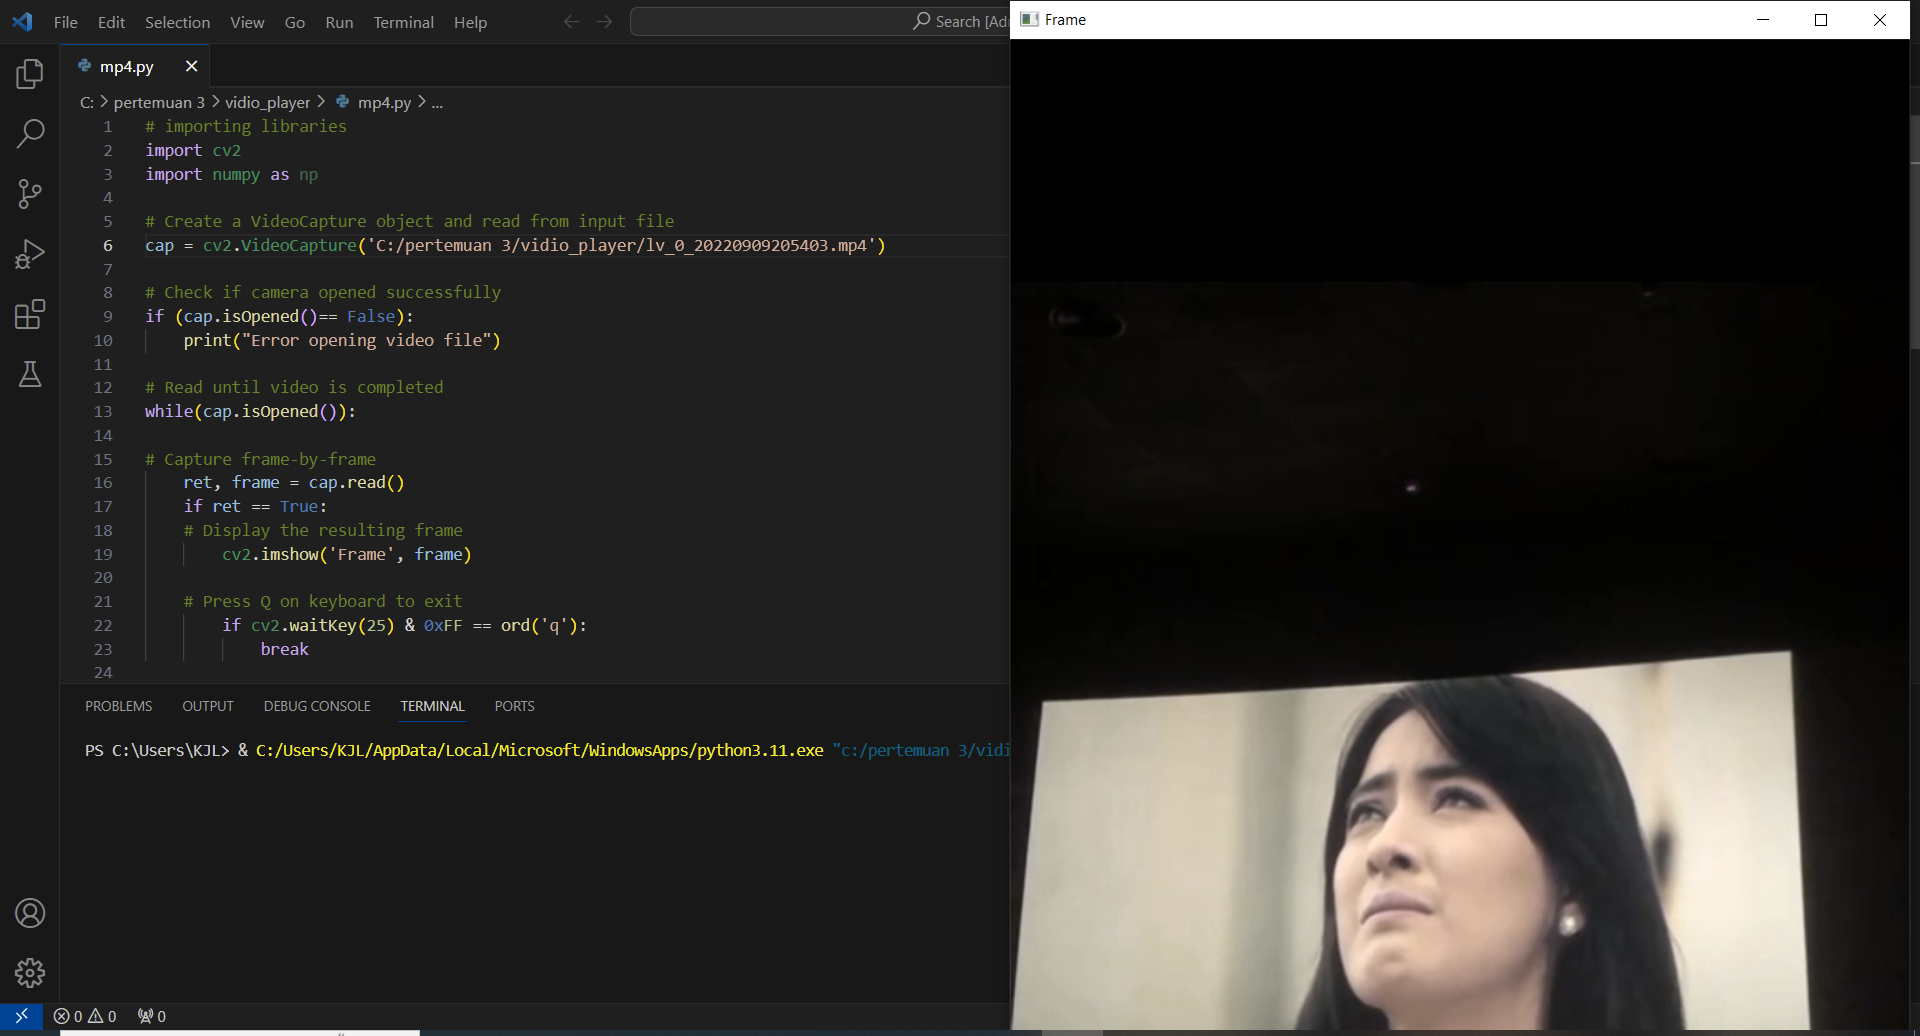 File Edit Selection View Go Run Terminal Help
Search [Ad
Frame
mp4.py
C: > pertemuan 3 > vidio_player > mp4.py > ...
1 # importing libraries
2 import cv2
3 import numpy as np
4
5 # Create a VideoCapture object and read from input file
6 cap = cv2.VideoCapture('C:/pertemuan 3/vidio_player/lv_0_20220909205403.mp4')
7
8 # Check if camera opened successfully
9 if (cap.isOpened()== False):
10 print("Error opening video file")
11
12 # Read until video is completed
13 while(cap.isOpened()):
14
15 # Capture frame-by-frame
16 ret, frame = cap.read()
17 if ret == True:
18 # Display the resulting frame
19 cv2.imshow('Frame', frame)
20
21 # Press Q on keyboard to exit
22 if cv2.waitKey(25) & 0xFF == ord('q'):
23 break
24
PROBLEMS OUTPUT DEBUG CONSOLE TERMINAL PORTS
PS C:\Users\KJL> & C:/Users/KJL/AppData/Local/Microsoft/WindowsApps/python3.11.exe "c:/pertemuan 3/vidi
0 0 0